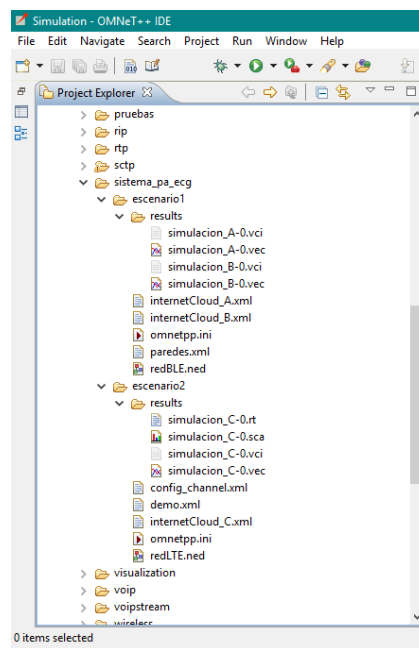 Simulation - OMNeT++ IDE
File Edit Navigate Search Project Run Window Help
Project Explorer
pruebas
rip
rtp
sctp
sistema_pa_ecg
escenario1
results
simulacion_A-0.vci
simulacion_A-0.vec
simulacion_B-0.vci
simulacion_B-0.vec
internetCloud_A.xml
internetCloud_B.xml
omnetpp.ini
paredes.xml
redBLE.ned
escenario2
results
simulacion_C-0.rt
simulacion_C-0.sca
simulacion_C-0.vci
simulacion_C-0.vec
config_channel.xml
demo.xml
internetCloud_C.xml
omnetpp.ini
redLTE.ned
visualization
voip
voipstream
wireless
0 items selected